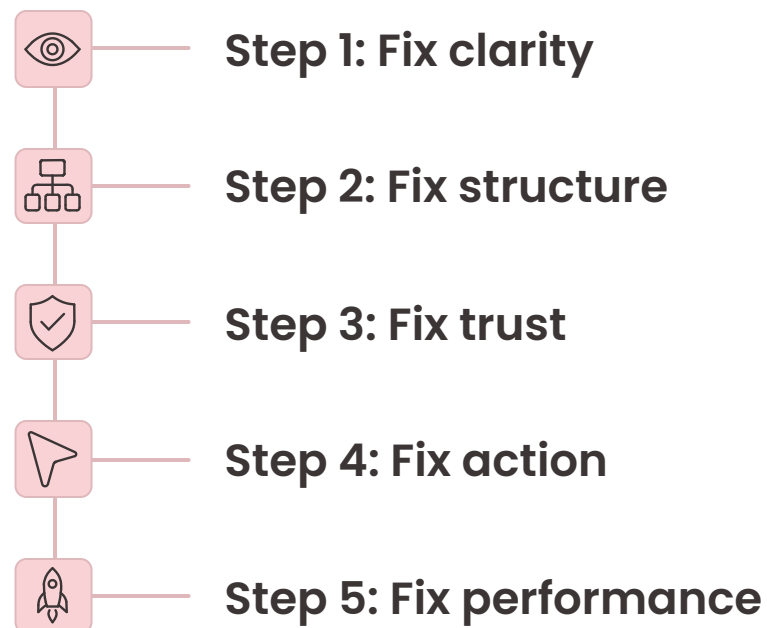 Step 1: Fix clarity
Step 2: Fix structure
Step 3: Fix trust
Step 4: Fix action
Step 5: Fix performance